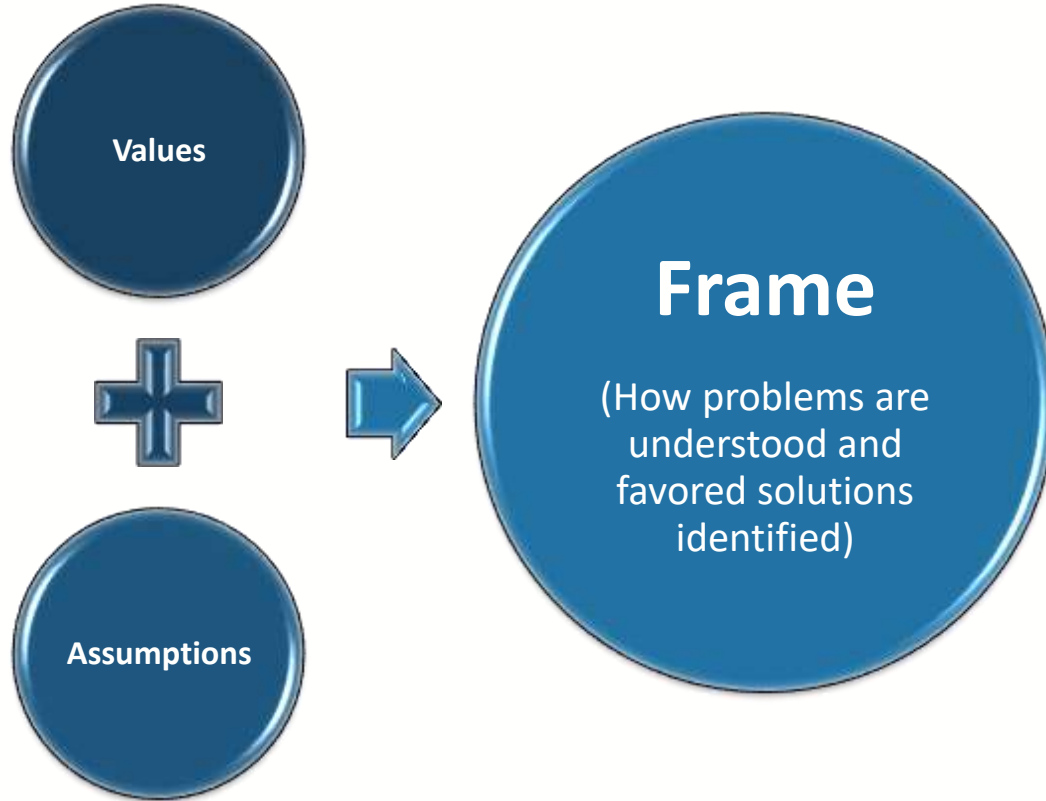 Values
Assumptions
Frame
(How problems are
understood and
favored solutions
identified)